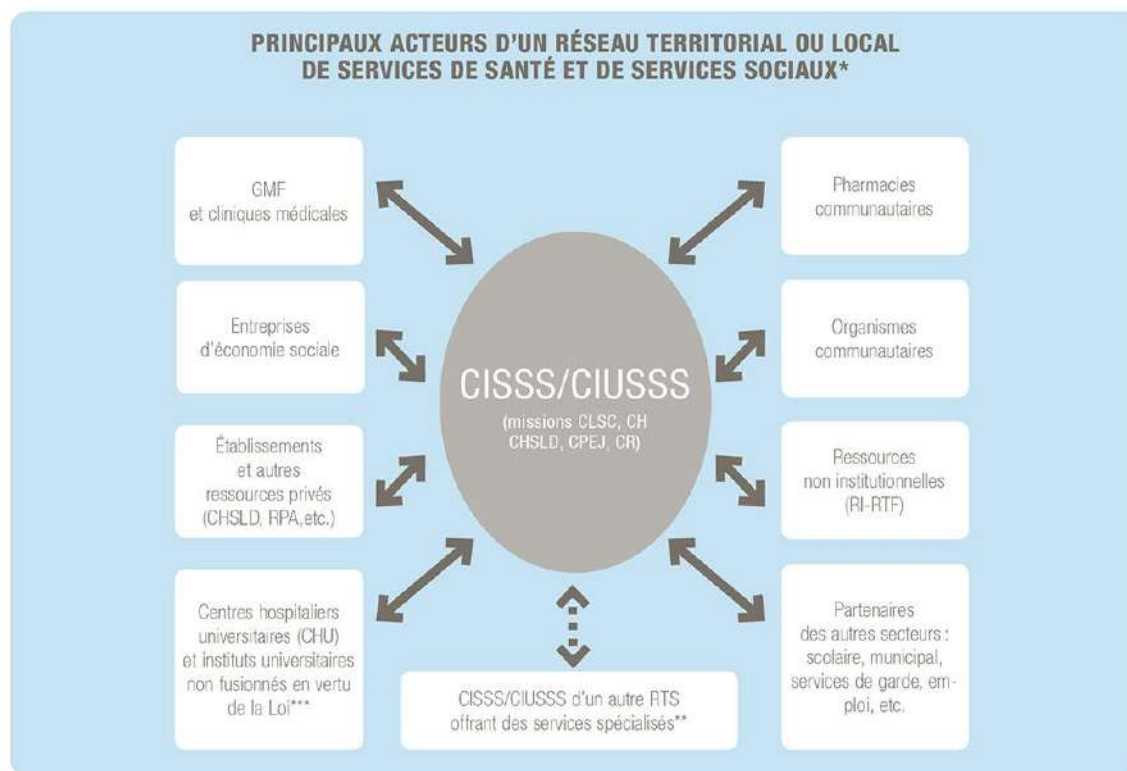 PRINCIPAUX ACTEURS D'UN RÉSEAU TERRITORIAL OU LOCAL
DE SERVICES DE SANTÉ ET DE SERVICES SOCIAUX*
GMF
et cliniques médicales
Entreprises
d'économie sociale
Établissements
et autres
ressources privés
(CHSLD, RPA,etc.)
Centres hospitaliers
universitaires (CHU)
et instituts universitaires
non fusionnés en vertu
de la Loi***
CISSS/CIUSSS
(missions CLSC, CH
CHSLD, CPEJ, CR)
CISSS/CIUSSS d'un autre RTS
offrant des services spécialisés**
Pharmacies
communautaires
Organismes
communautaires
Ressources
non institutionnelles
(RI-RTF)
Partenaires
des autres secteurs :
scolaire, municipal,
services de garde, em-
ploi, etc.